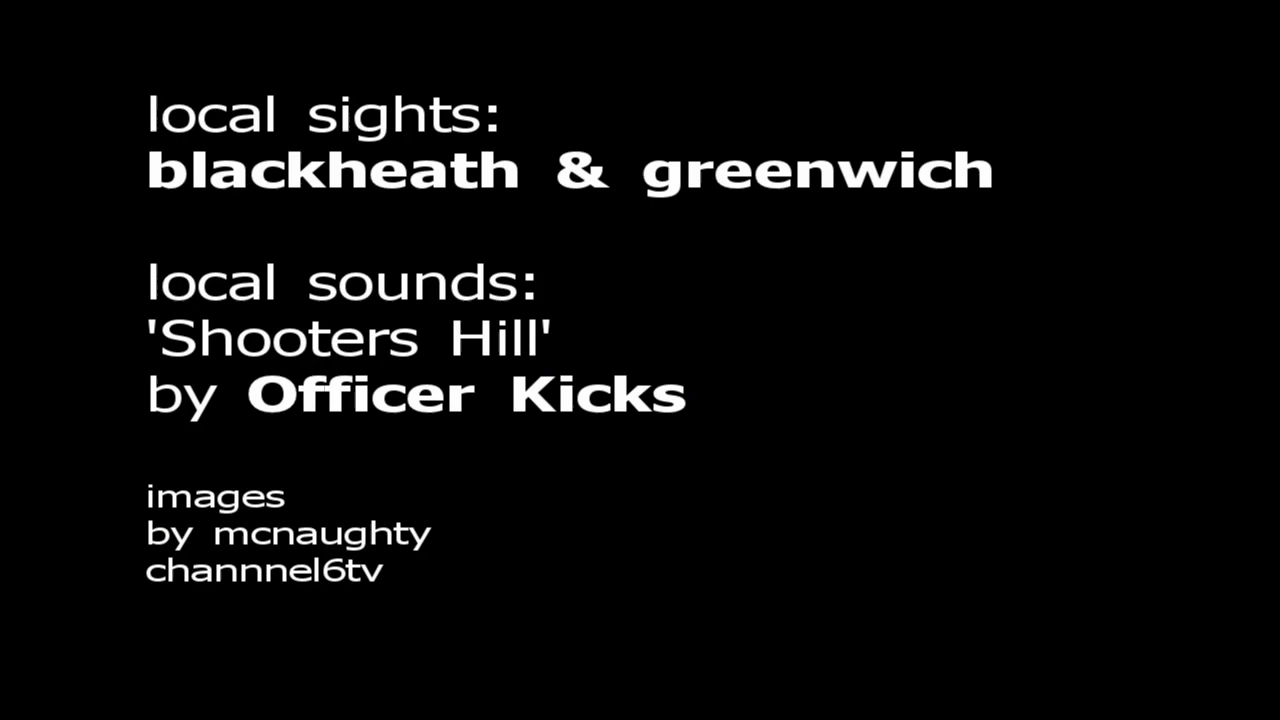 local sights:
blackheath & greenwich
local sounds:
'Shooters Hill'
by Officer Kicks
images
by mcnaughty
channnel6tv